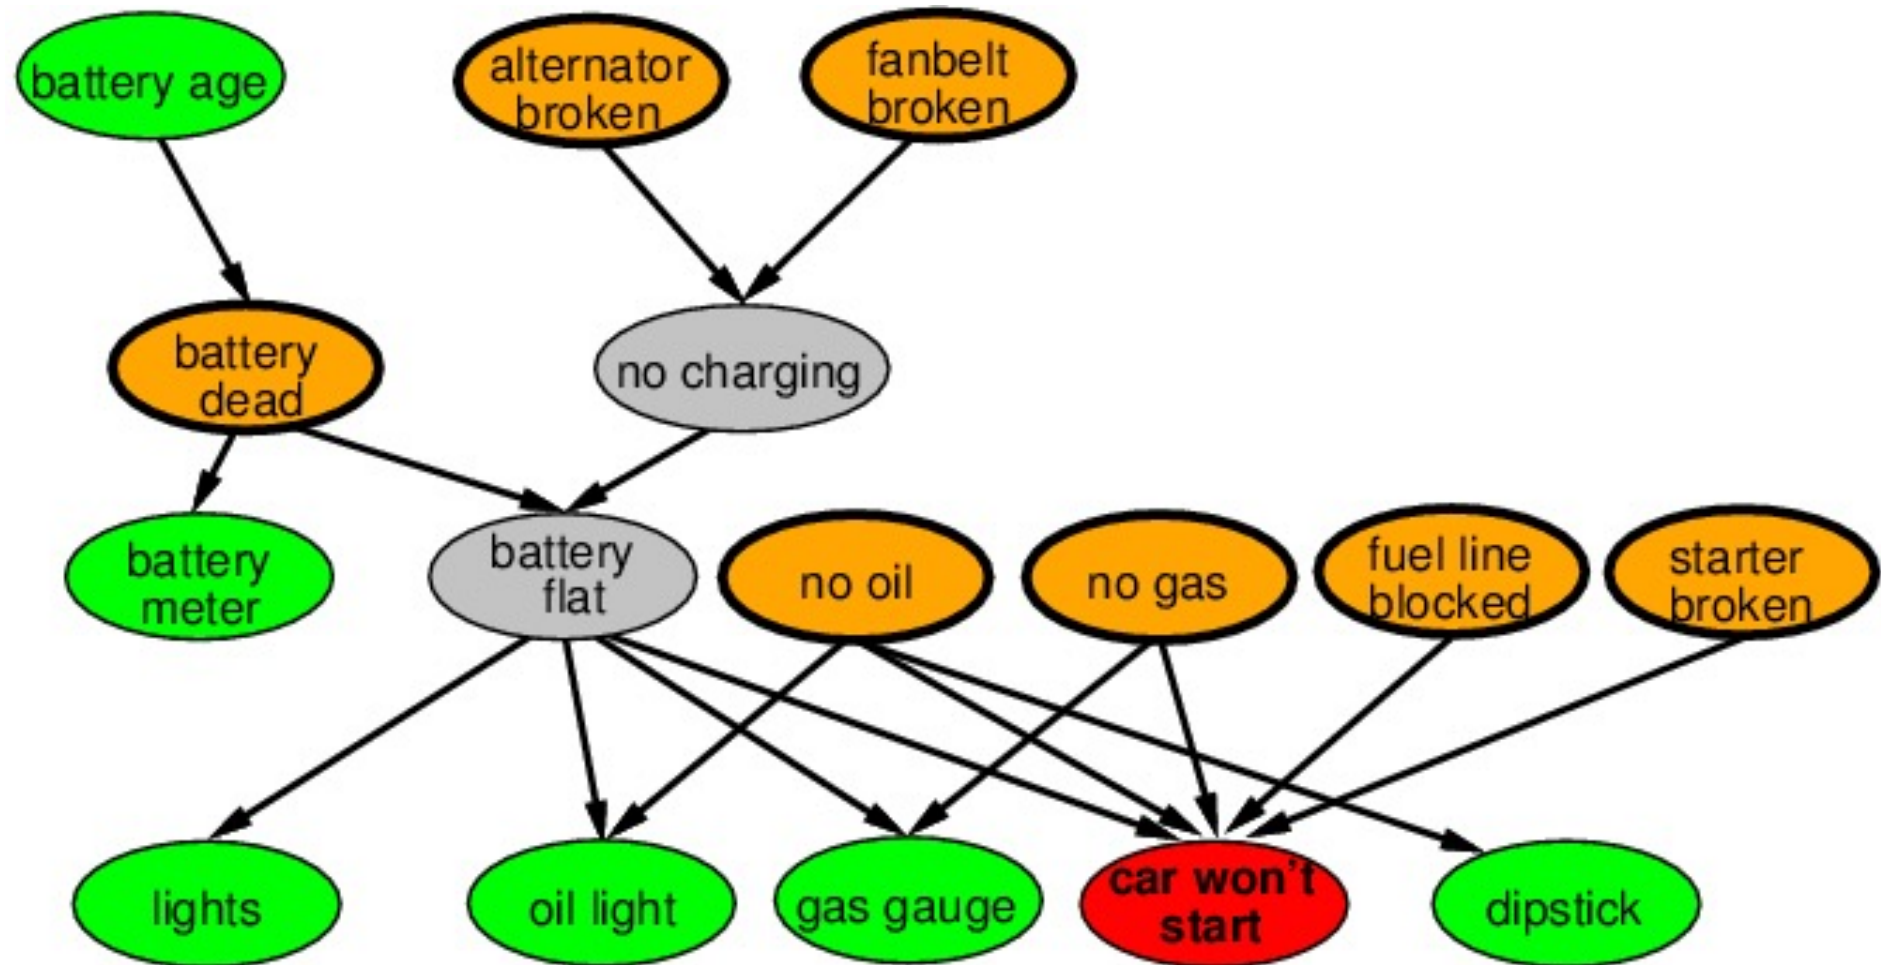 battery age
alternator
broken
fanbelt
broken
battery
dead
no charging
battery
meter
battery
flat
no oil
no gas
fuel line
blocked
starter
broken
lights
oil light
gas gauge
car won't
start
dipstick